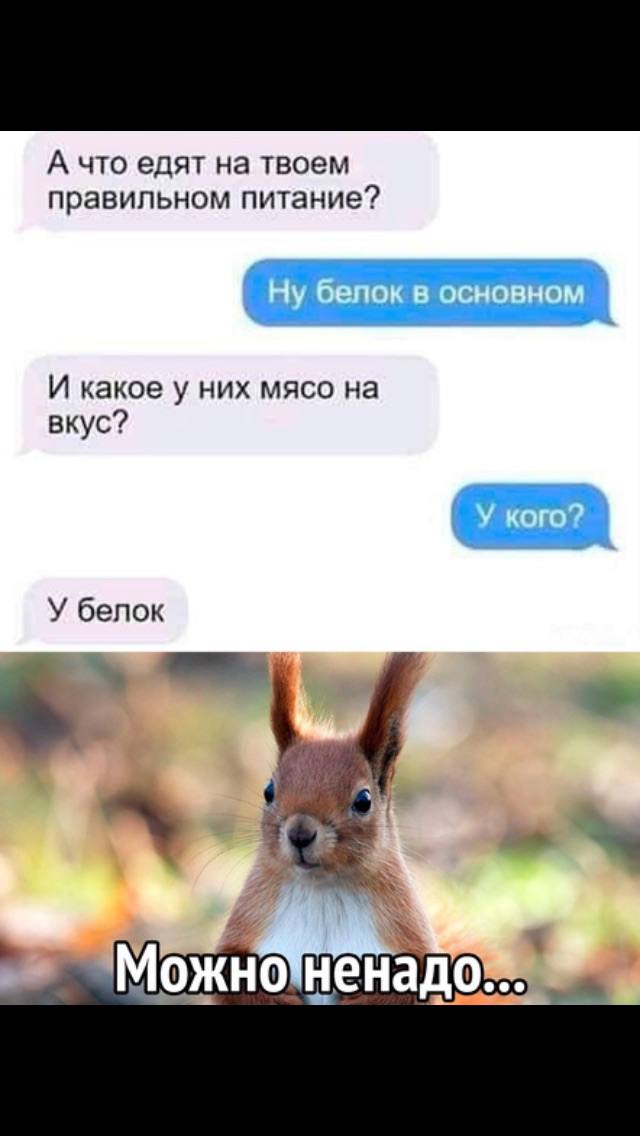 А что едят на твоем
правильном питание?
Ну белок в основном
И какое у них мясо на
вкус?
У кого?
У белок
Можно ненадо...